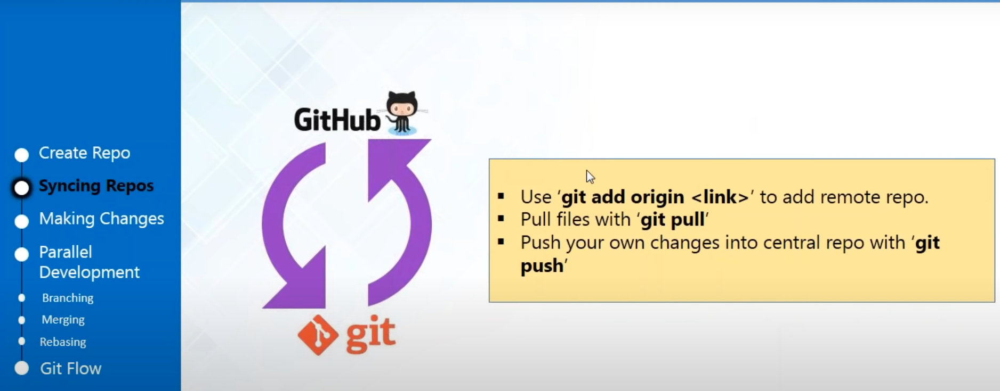 Create Repo
Syncing Repos
Making Changes
Parallel
Development
Branching
Merging
Rebasing
Git Flow
GitHub
git
▪ Use ‘git add origin <link>’ to add remote repo.
▪ Pull files with ‘git pull’
▪ Push your own changes into central repo with ‘git
push’